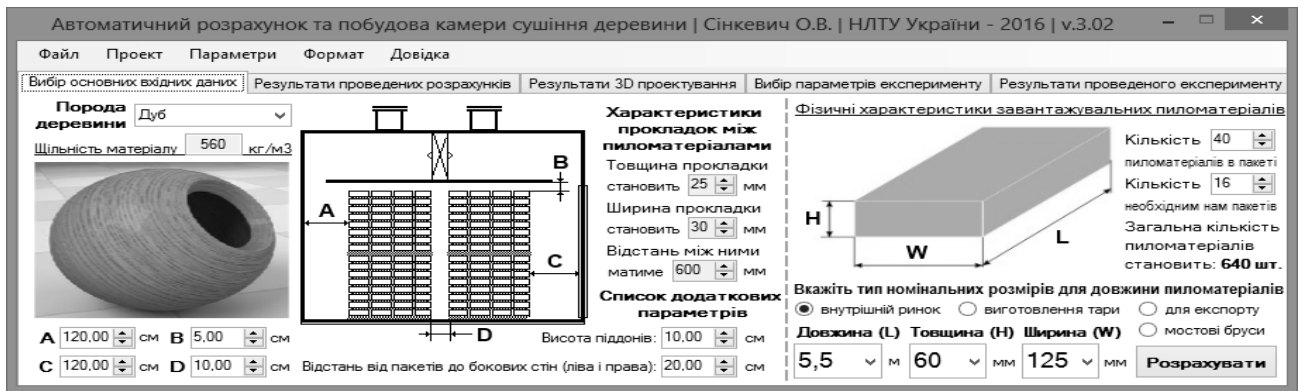 Автоматичний розрахунок та побудова камери сушіння деревини | Сінкевич О.В. | НЛТУ України - 2016 | v.3.02
Файл Проект Параметри Формат Довідка
Вибір основних вхідних даних Результати проведених розрахунків Результати 3D проектування Вибір параметрів експерименту Результати проведеного експерименту
Порода
деревини
Дуб
Щільність матеріалу 560 кг/м3
A
B
C
D
A 120,00 см B 5,00 см
C 120,00 см D 10,00 см
Характеристики
прокладок між
пиломатеріалами
Товщина прокладки
становить 25 мм
Ширина прокладки
становить 30 мм
Відстань між ними
матиме 600 мм
Список додаткових
параметрів
Висота піддонів: 10,00 см
Відстань від пакетів до бокових стін (ліва і права): 20,00 см
Фізичні характеристики завантажувальних пиломатеріалів
H
W
L
Кількість 40
пиломатеріалів в пакеті
Кількість 16
необхідним нам пакетів
Загальна кількість
пиломатеріалів
становить: 640 шт.
Вкажіть тип номінальних розмірів для довжини пиломатеріалів
внутрішній ринок виготовлення тари для експорту
мостові бруси
Довжина (L) Товщина (H) Ширина (W)
5,5 м 60 мм 125 мм
Розрахувати